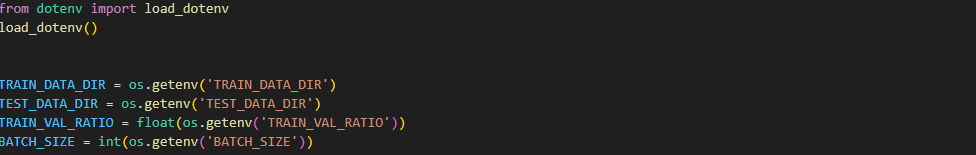 from dotenv import load_dotenv
load_dotenv()
TRAIN_DATA_DIR = os.getenv('TRAIN_DATA_DIR')
TEST_DATA_DIR = os.getenv('TEST_DATA_DIR')
TRAIN_VAL_RATIO = float(os.getenv('TRAIN_VAL_RATIO'))
BATCH_SIZE = int(os.getenv('BATCH_SIZE'))